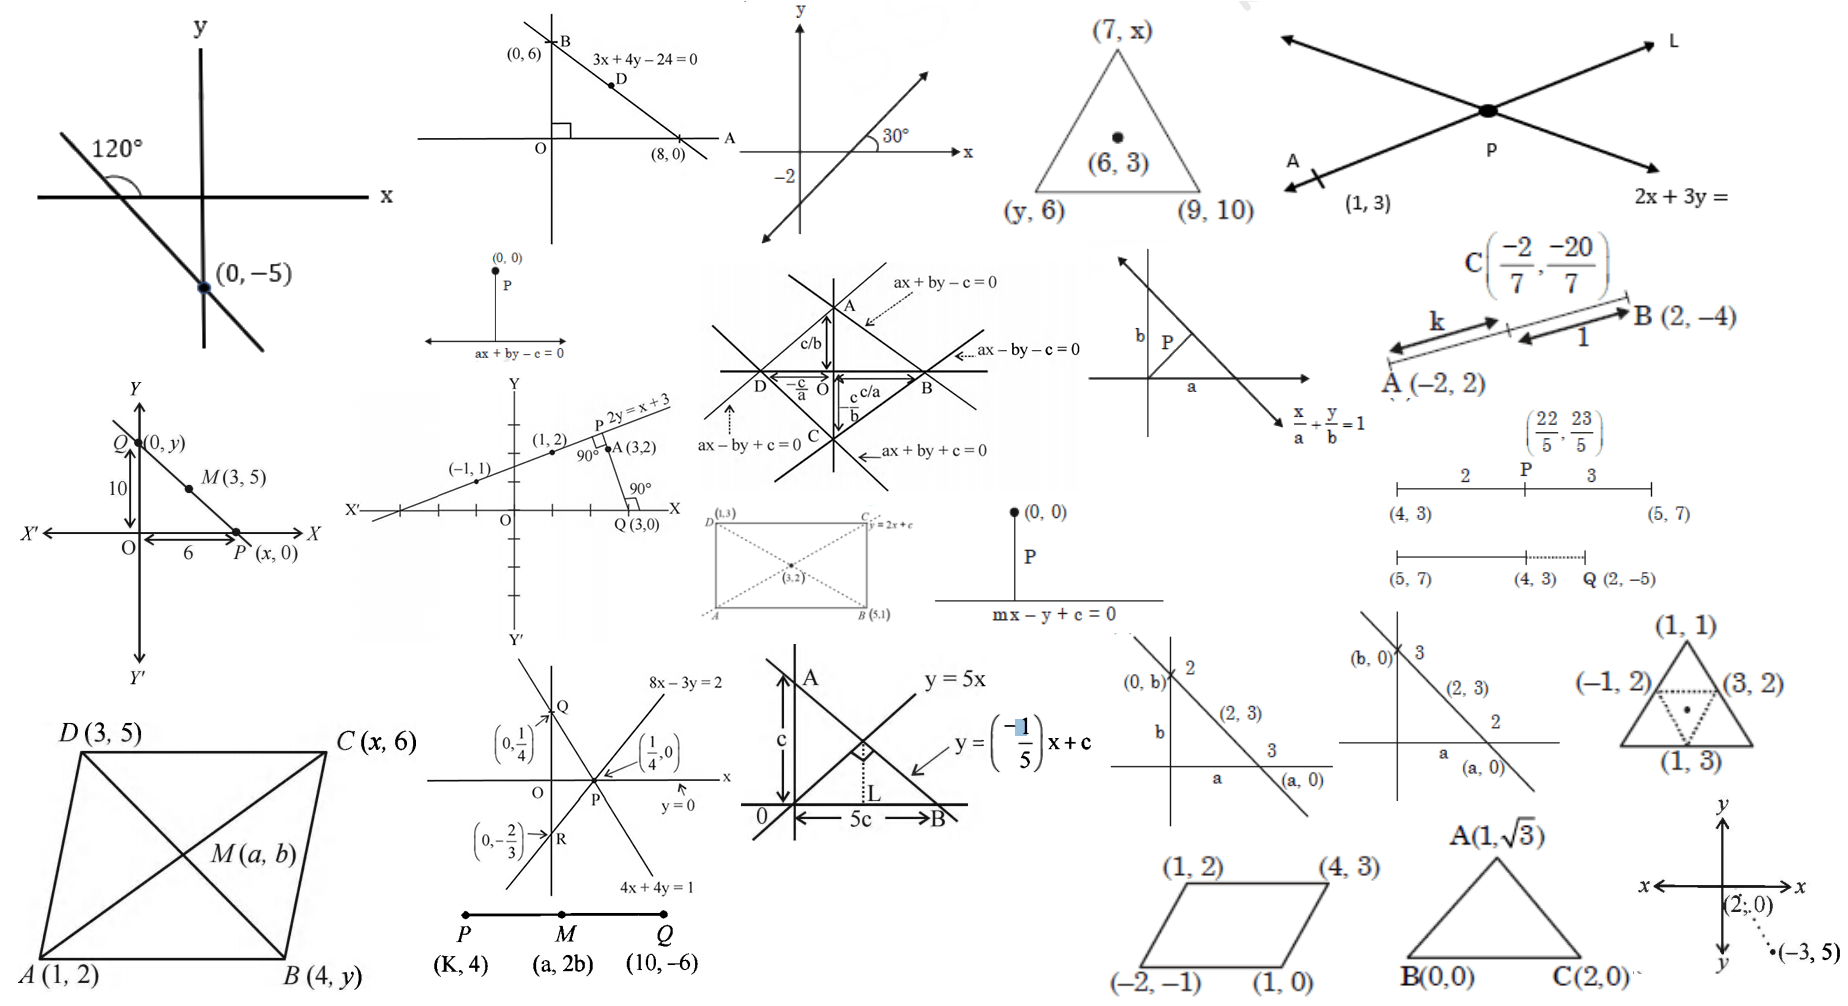 y
120°
x
(0, −5)
B
(0, 6)
3x + 4y − 24 = 0
D
O
(8, 0)
A
y
30°
x
−2
(7, x)
(6, 3)
(y, 6)
(9, 10)
L
A
P
(1, 3)
2x + 3y =
(0, 0)
P
ax + by − c = 0
ax + by − c = 0
A
c/b
ax − by − c = 0
D
−c/a
O
c/a
B
−c/b
C
ax − by + c = 0
ax + by + c = 0
b
P
a
x/a + y/b = 1
C(−2/7, −20/7)
k
B (2, −4)
1
A (−2, 2)
Y
Q
(0, y)
M (3, 5)
10
X′
O
6
P
(x, 0)
X
Y′
Y
2y = x + 3
P
(1, 2)
A (3,2)
90°
(−1, 1)
90°
X′
O
Q (3,0)
X
Y′
(22/5, 23/5)
2
P
3
(4, 3)
(5, 7)
(5, 7)
(4, 3)
Q (2, −5)
D
(1,3)
C
y = 2x + c
(3,2)
A
B (5,1)
(0, 0)
P
mx − y + c = 0
D (3, 5)
C (x, 6)
M (a, b)
A (1, 2)
B (4, y)
8x − 3y = 2
Q
(0, 1/4)
(1/4, 0)
x
O
P
y = 0
(0, −2/3)
R
4x + 4y = 1
P
M
Q
(K, 4)
(a, 2b)
(10, −6)
A
y = 5x
c
y = (−1/5) x + c
L
0
5c
B
2
(0, b)
(2, 3)
b
3
a
(a, 0)
3
(b, 0)
(2, 3)
2
a
(a, 0)
(1, 1)
(−1, 2)
(3, 2)
(1, 3)
(1, 2)
(4, 3)
(−2, −1)
(1, 0)
A(1,√3)
B(0,0)
C(2,0)
y
x
x
(2, 0)
(−3, 5)
y